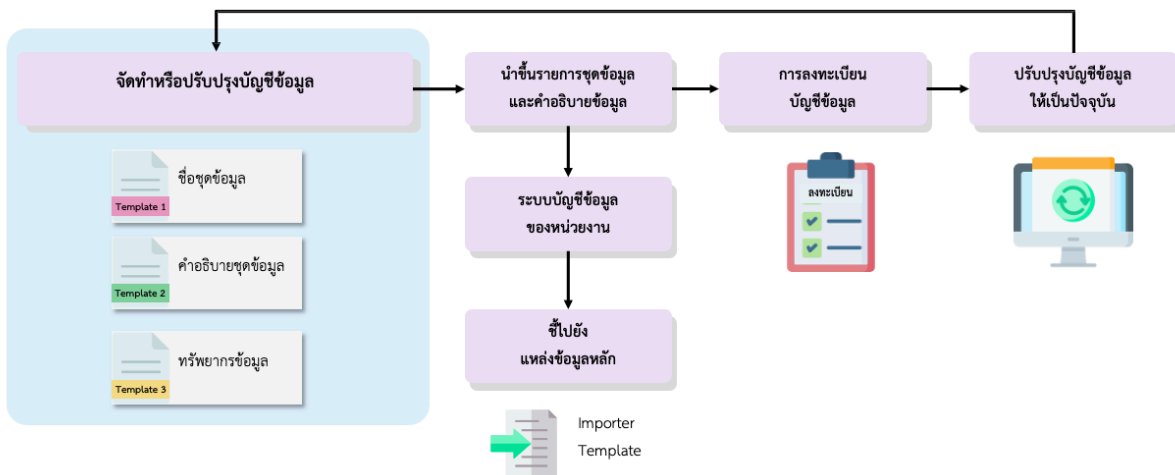 จัดทำหรือปรับปรุงบัญชีข้อมูล
ชื่อชุดข้อมูล
Template 1
คำอธิบายชุดข้อมูล
Template 2
ทรัพยากรข้อมูล
Template 3
นำขึ้นรายการชุดข้อมูล
และคำอธิบายข้อมูล
ระบบบัญชีข้อมูล
ของหน่วยงาน
ชี้ไปยัง
แหล่งข้อมูลหลัก
Importer
Template
การลงทะเบียน
บัญชีข้อมูล
ลงทะเบียน
ปรับปรุงบัญชีข้อมูล
ให้เป็นปัจจุบัน